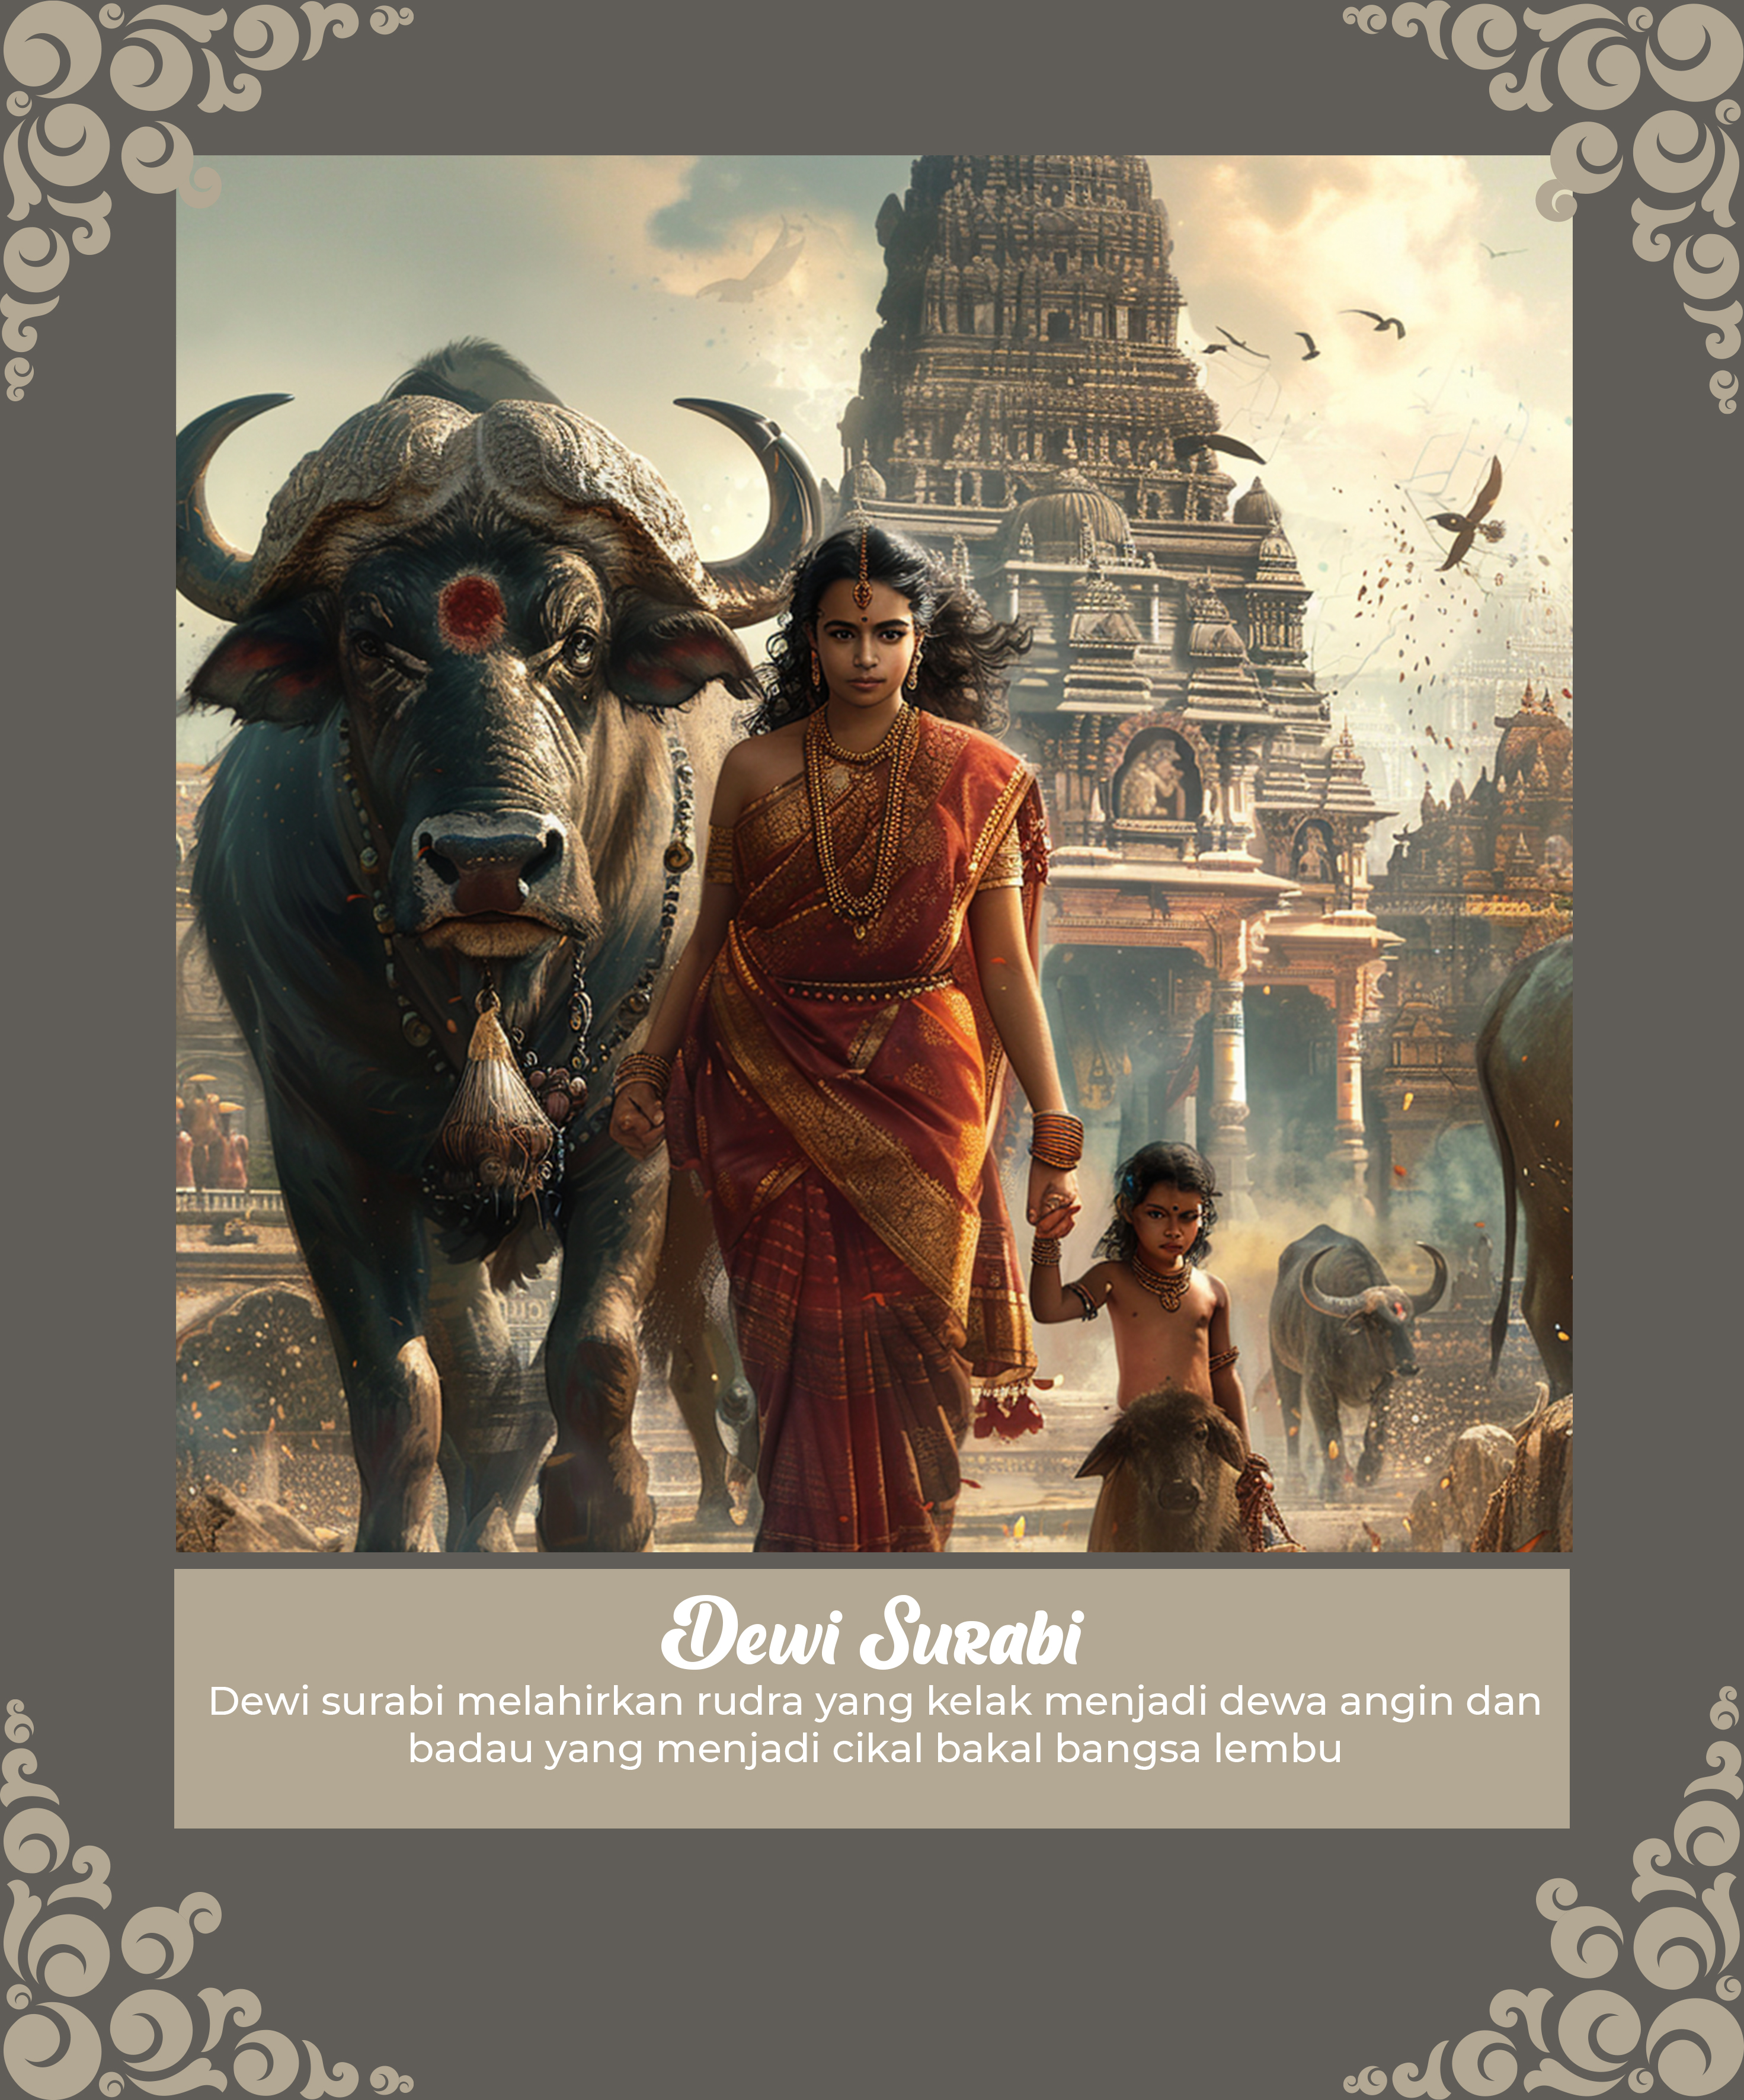 Dewi Surabi
Dewi surabi melahirkan rudra yang kelak menjadi dewa angin dan
badau yang menjadi cikal bakal bangsa lembu